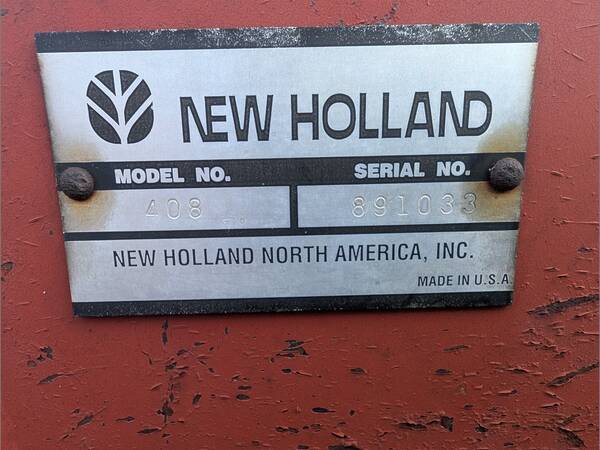 NEW HOLLAND
MODEL NO. SERIAL NO.
408 891033
NEW HOLLAND NORTH AMERICA, INC.
MADE IN U.S.A